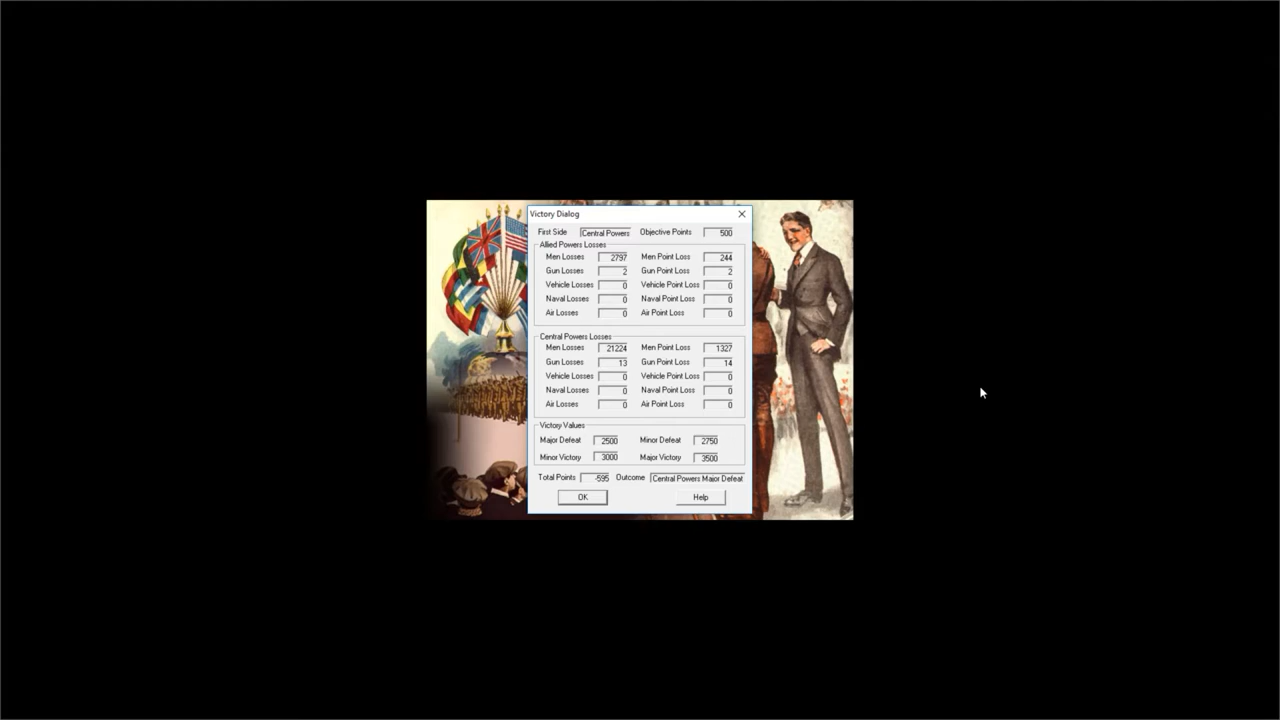 Victory Dialog
First Side Central Powers Objective Points 500
Allied Powers Losses
Men Losses 2797 Men Point Loss 244
Gun Losses 2 Gun Point Loss 2
Vehicle Losses 0 Vehicle Point Loss 0
Naval Losses 0 Naval Point Loss 0
Air Losses 0 Air Point Loss 0
Central Powers Losses
Men Losses 21224 Men Point Loss 1327
Gun Losses 13 Gun Point Loss 14
Vehicle Losses 0 Vehicle Point Loss 0
Naval Losses 0 Naval Point Loss 0
Air Losses 0 Air Point Loss 0
Victory Values
Major Defeat 2500 Minor Defeat 2750
Minor Victory 3000 Major Victory 3500
Total Points -595 Outcome Central Powers Major Defeat
OK Help